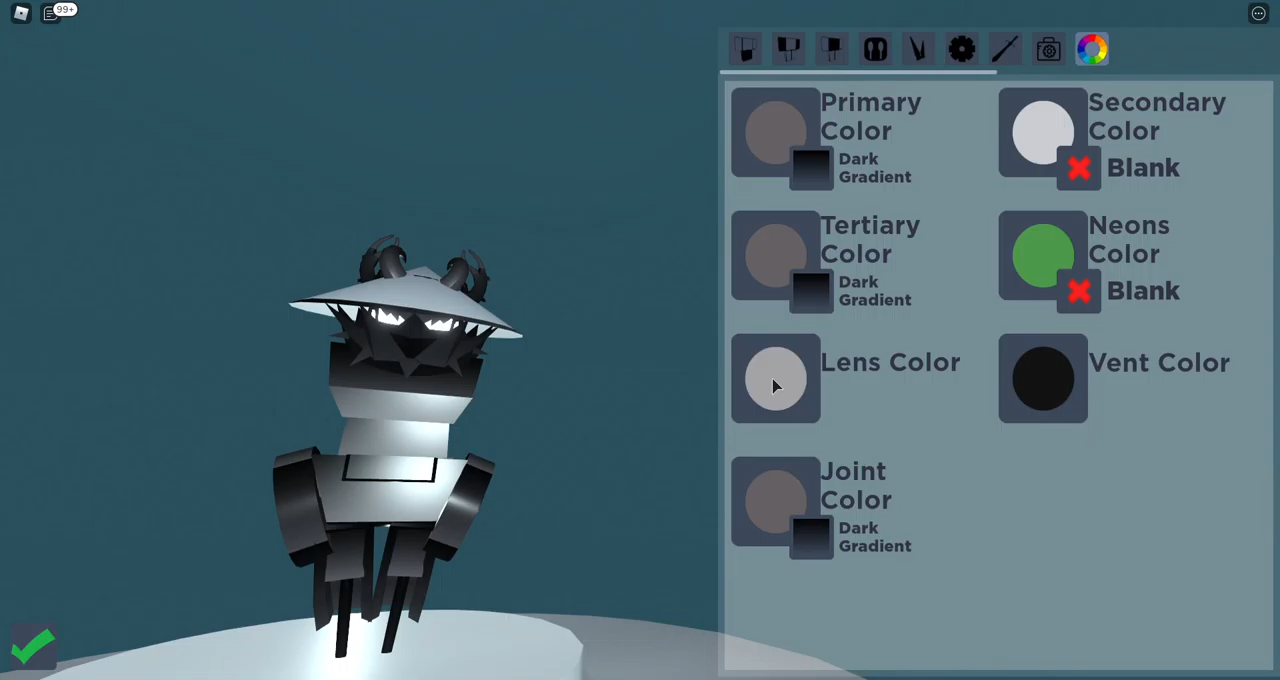 99+
Primary
Color
Dark
Gradient
Secondary
Color
Blank
Tertiary
Color
Dark
Gradient
Neons
Color
Blank
Lens Color
Vent Color
Joint
Color
Dark
Gradient